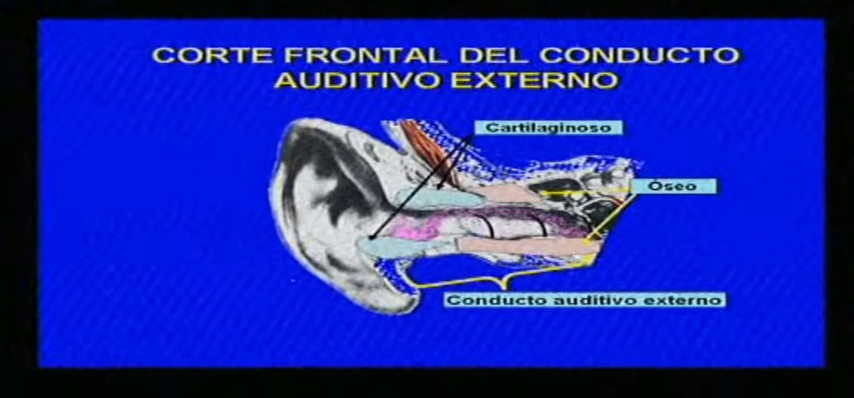 CORTE FRONTAL DEL CONDUCTO
AUDITIVO EXTERNO
Cartilaginoso
Óseo
Conducto auditivo externo